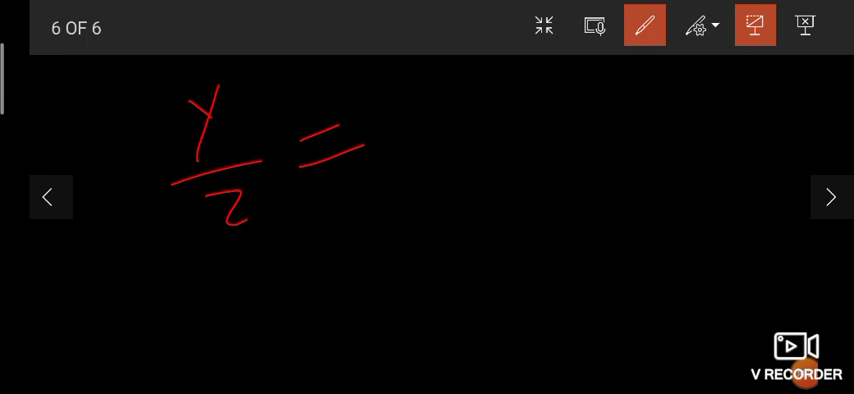 6 OF 6
y/2 =
V RECORDER